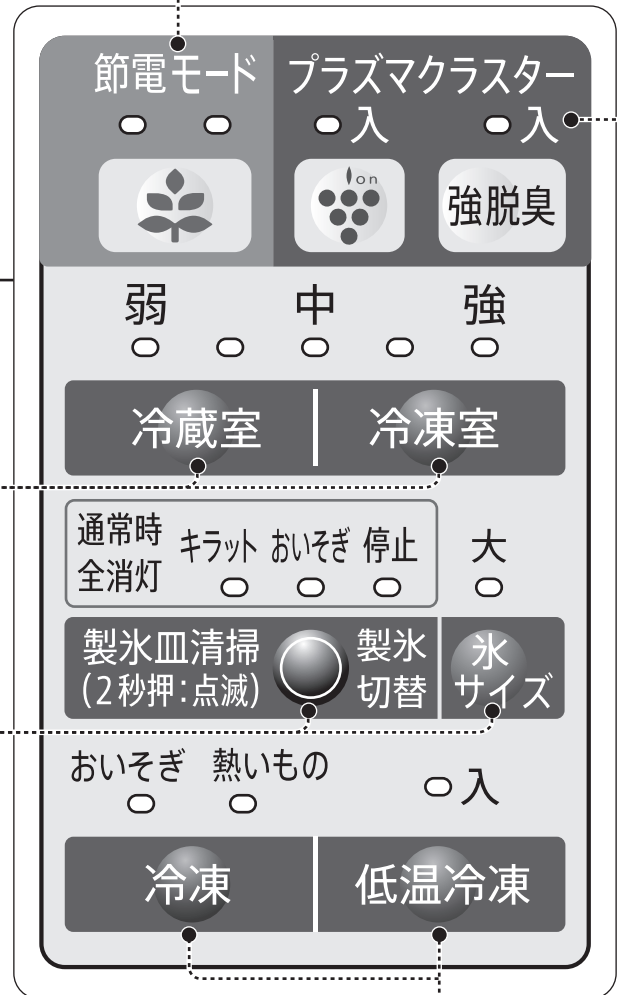 節電モード プラズマクラスター
入 入
ion
強脱臭
弱 中 強
冷蔵室 冷凍室
通常時
全消灯
キラット おいそぎ 停止 大
製氷皿清掃
(2秒押:点滅)
製氷
切替
氷
サイズ
おいそぎ 熱いもの 入
冷凍 低温冷凍